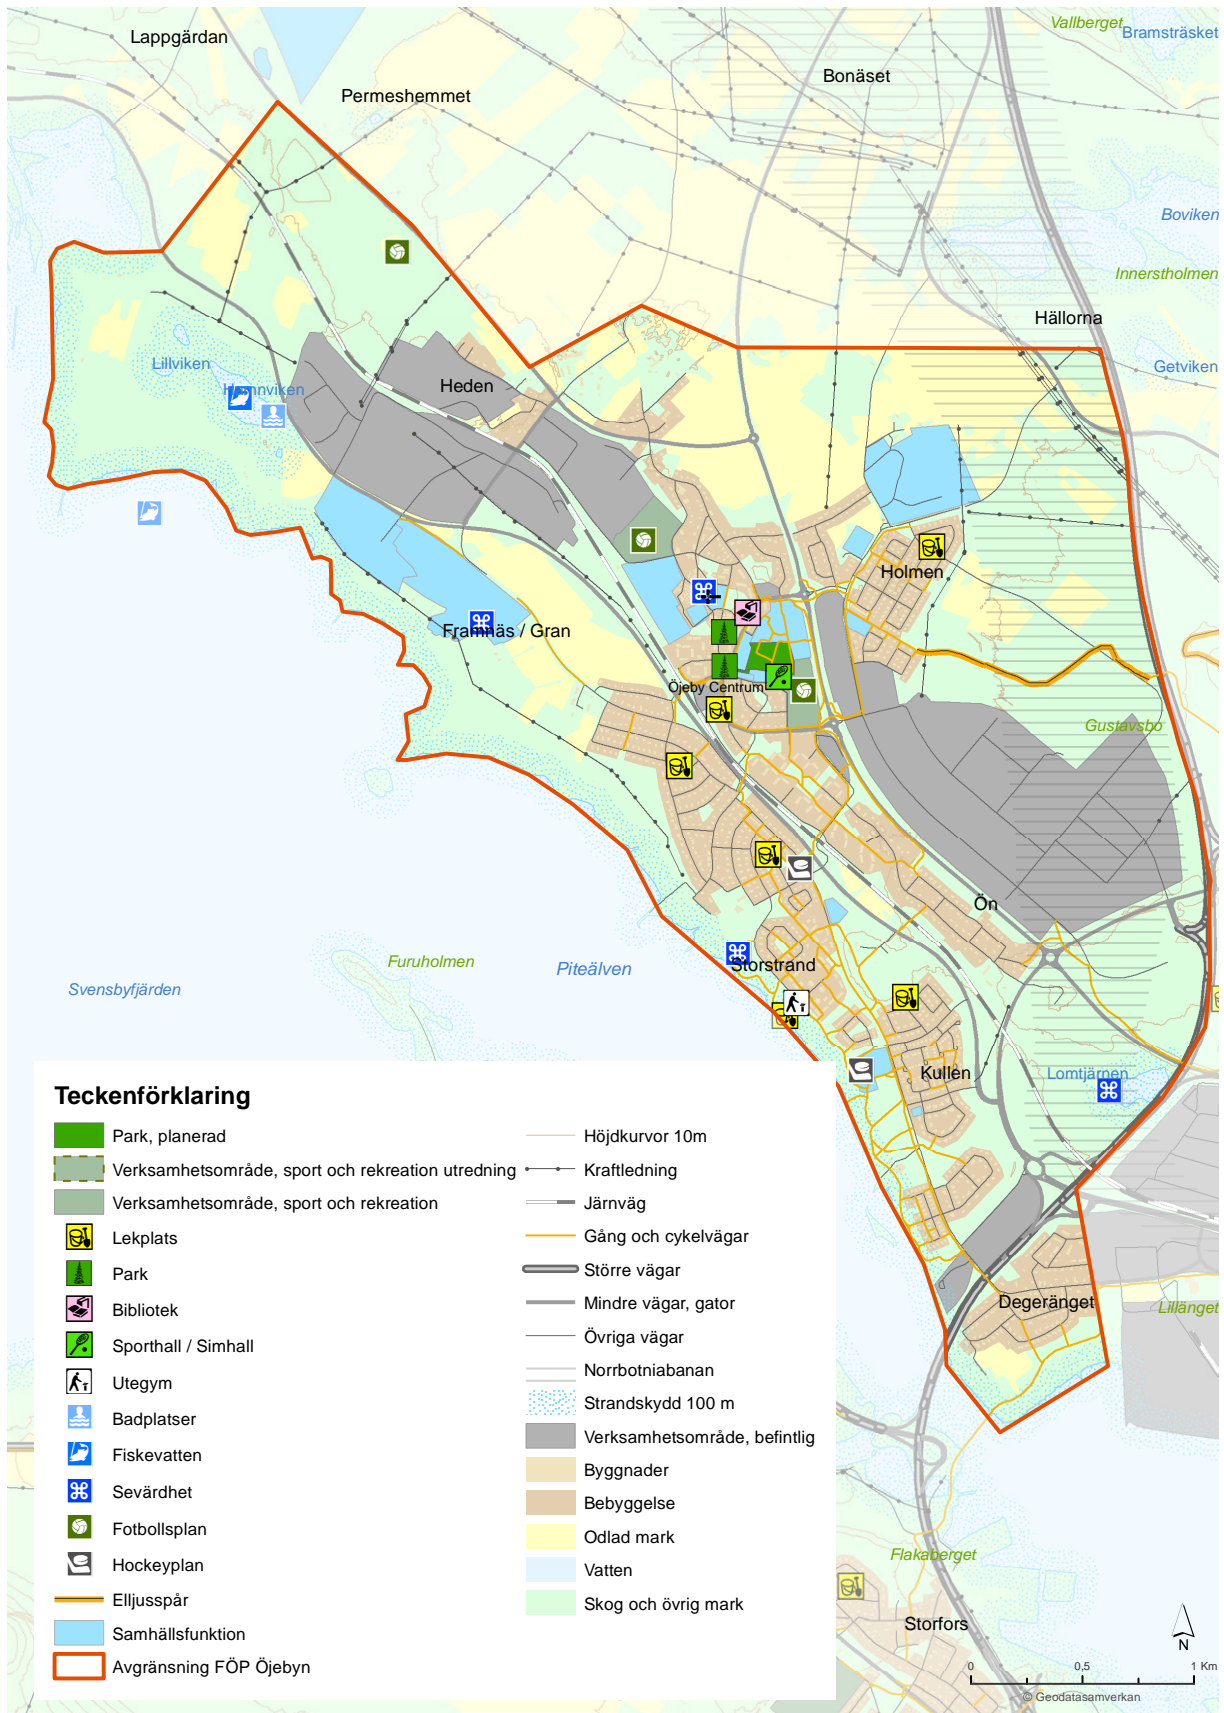 Lappgärdan
Vallberget
Bramsträsket
Bonäset
Permeshemmet
Boviken
Innerstholmen
Hällorna
Getviken
Lillviken
Hamnviken
Heden
Holmen
Framnäs / Gran
Öjeby Centrum
Gustavsbo
Ön
Furuholmen
Piteälven
Storstrand
Svensbyfjärden
Kullen
Lomtjärnen
Degeränget
Lillänget
Flakaberget
Storfors
Teckenförklaring
Park, planerad
Verksamhetsområde, sport och rekreation utredning
Verksamhetsområde, sport och rekreation
Lekplats
Park
Bibliotek
Sporthall / Simhall
Utegym
Badplatser
Fiskevatten
Sevärdhet
Fotbollsplan
Hockeyplan
Elljusspår
Samhällsfunktion
Avgränsning FÖP Öjebyn
Höjdkurvor 10m
Kraftledning
Järnväg
Gång och cykelvägar
Större vägar
Mindre vägar, gator
Övriga vägar
Norrbotniabanan
Strandskydd 100 m
Verksamhetsområde, befintlig
Byggnader
Bebyggelse
Odlad mark
Vatten
Skog och övrig mark
N
0 0,5 1 Km
© Geodatasamverkan